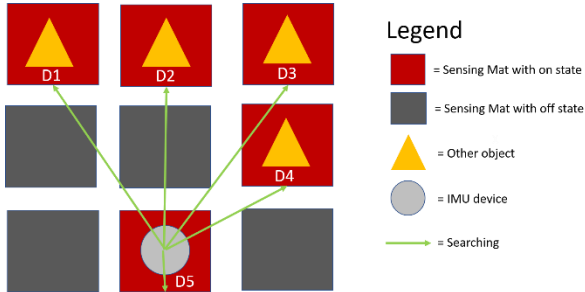 D1
D2
D3
D4
D5
Legend
= Sensing Mat with on state
= Sensing Mat with off state
= Other object
= IMU device
= Searching